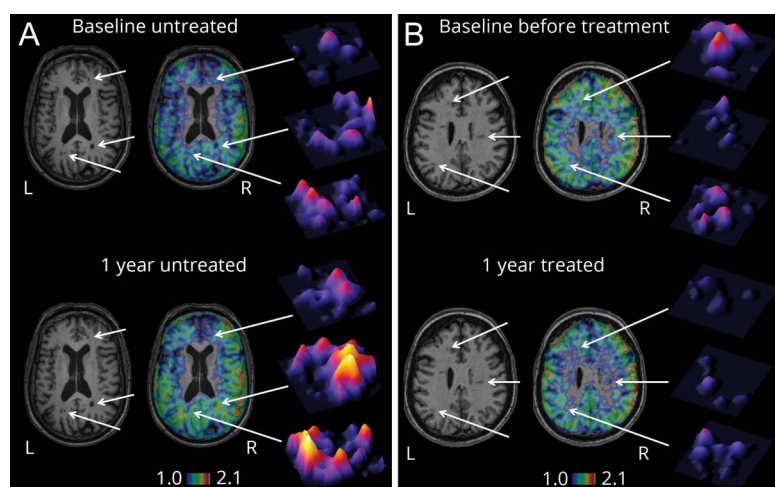 A
Baseline untreated
L
R
1 year untreated
L
R
1.0
2.1
B
Baseline before treatment
L
R
1 year treated
L
R
1.0
2.1